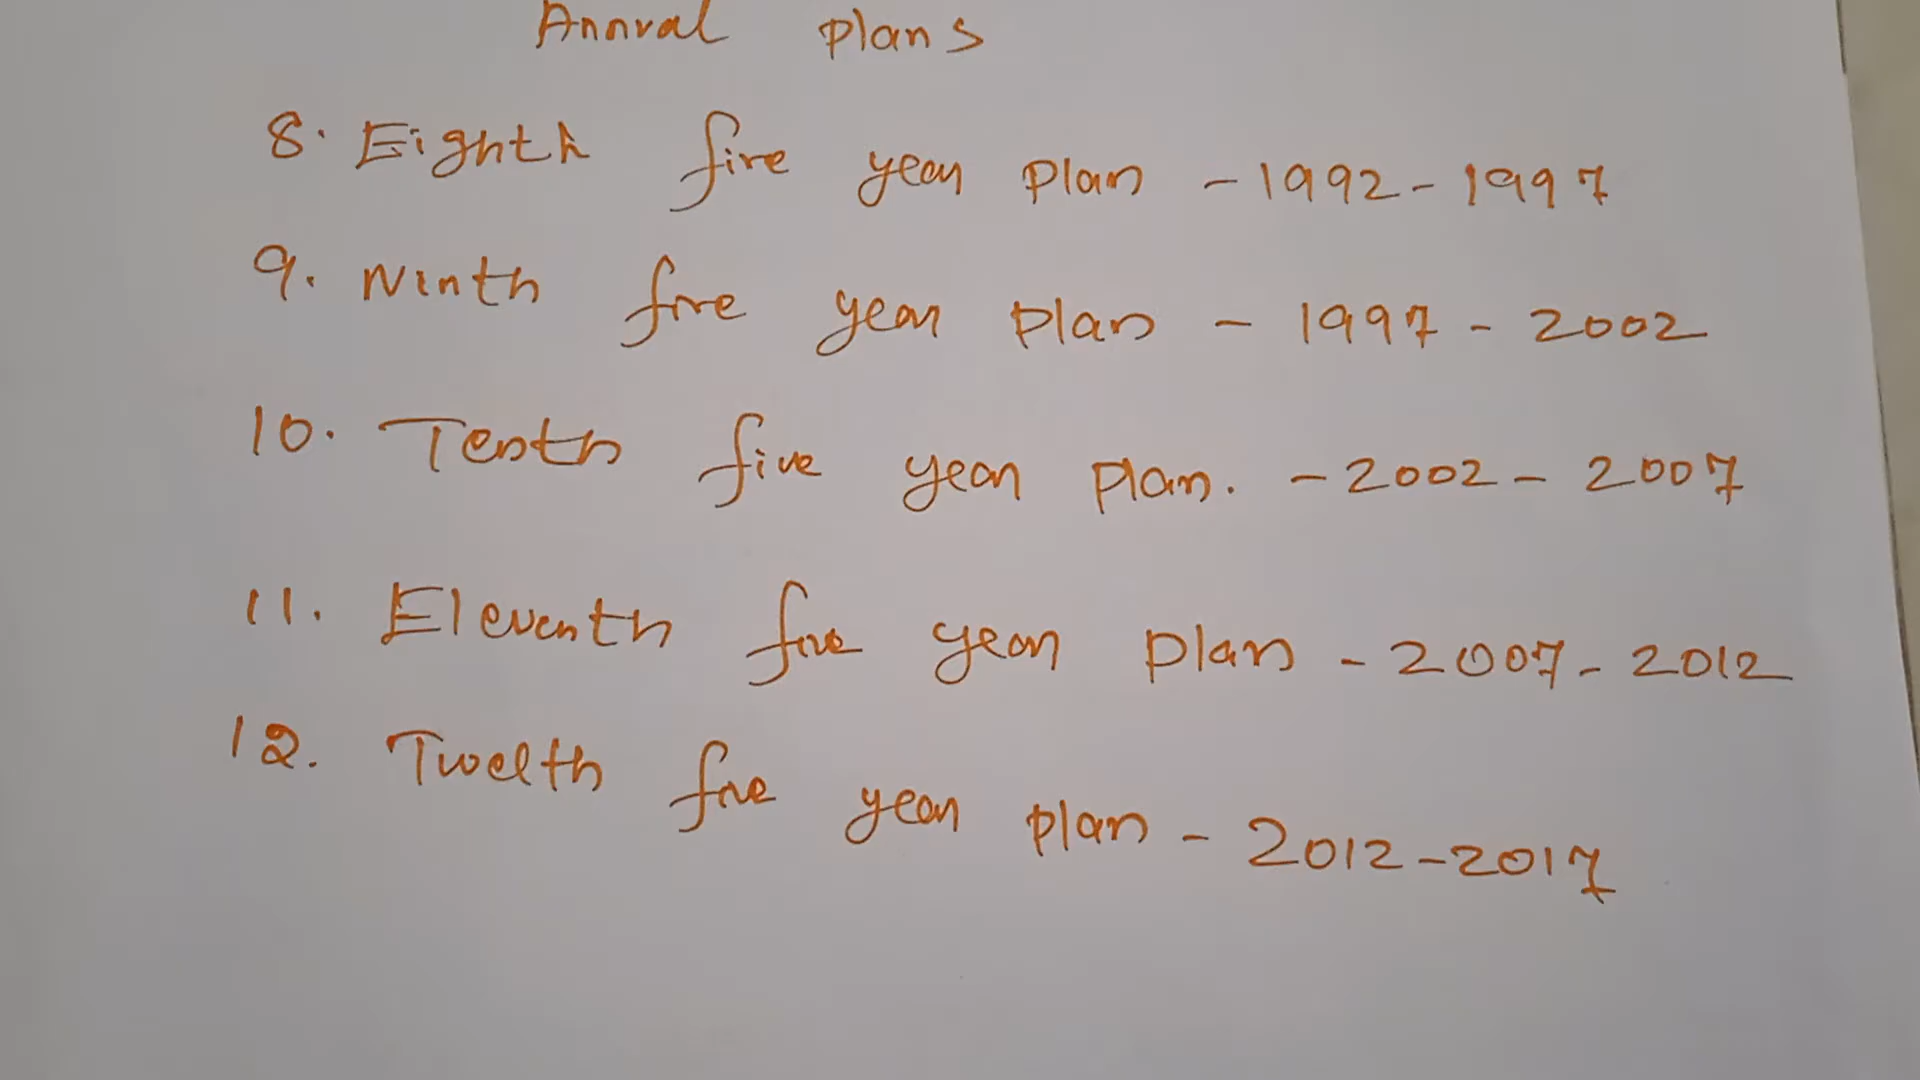 Annual plans
8. Eighth five year plan - 1992-1997
9. Ninth five year plan - 1997 - 2002
10. Tenth five year plan. - 2002 - 2007
11. Eleventh five year plan - 2007-2012
12. Twelth five year plan - 2012-2017